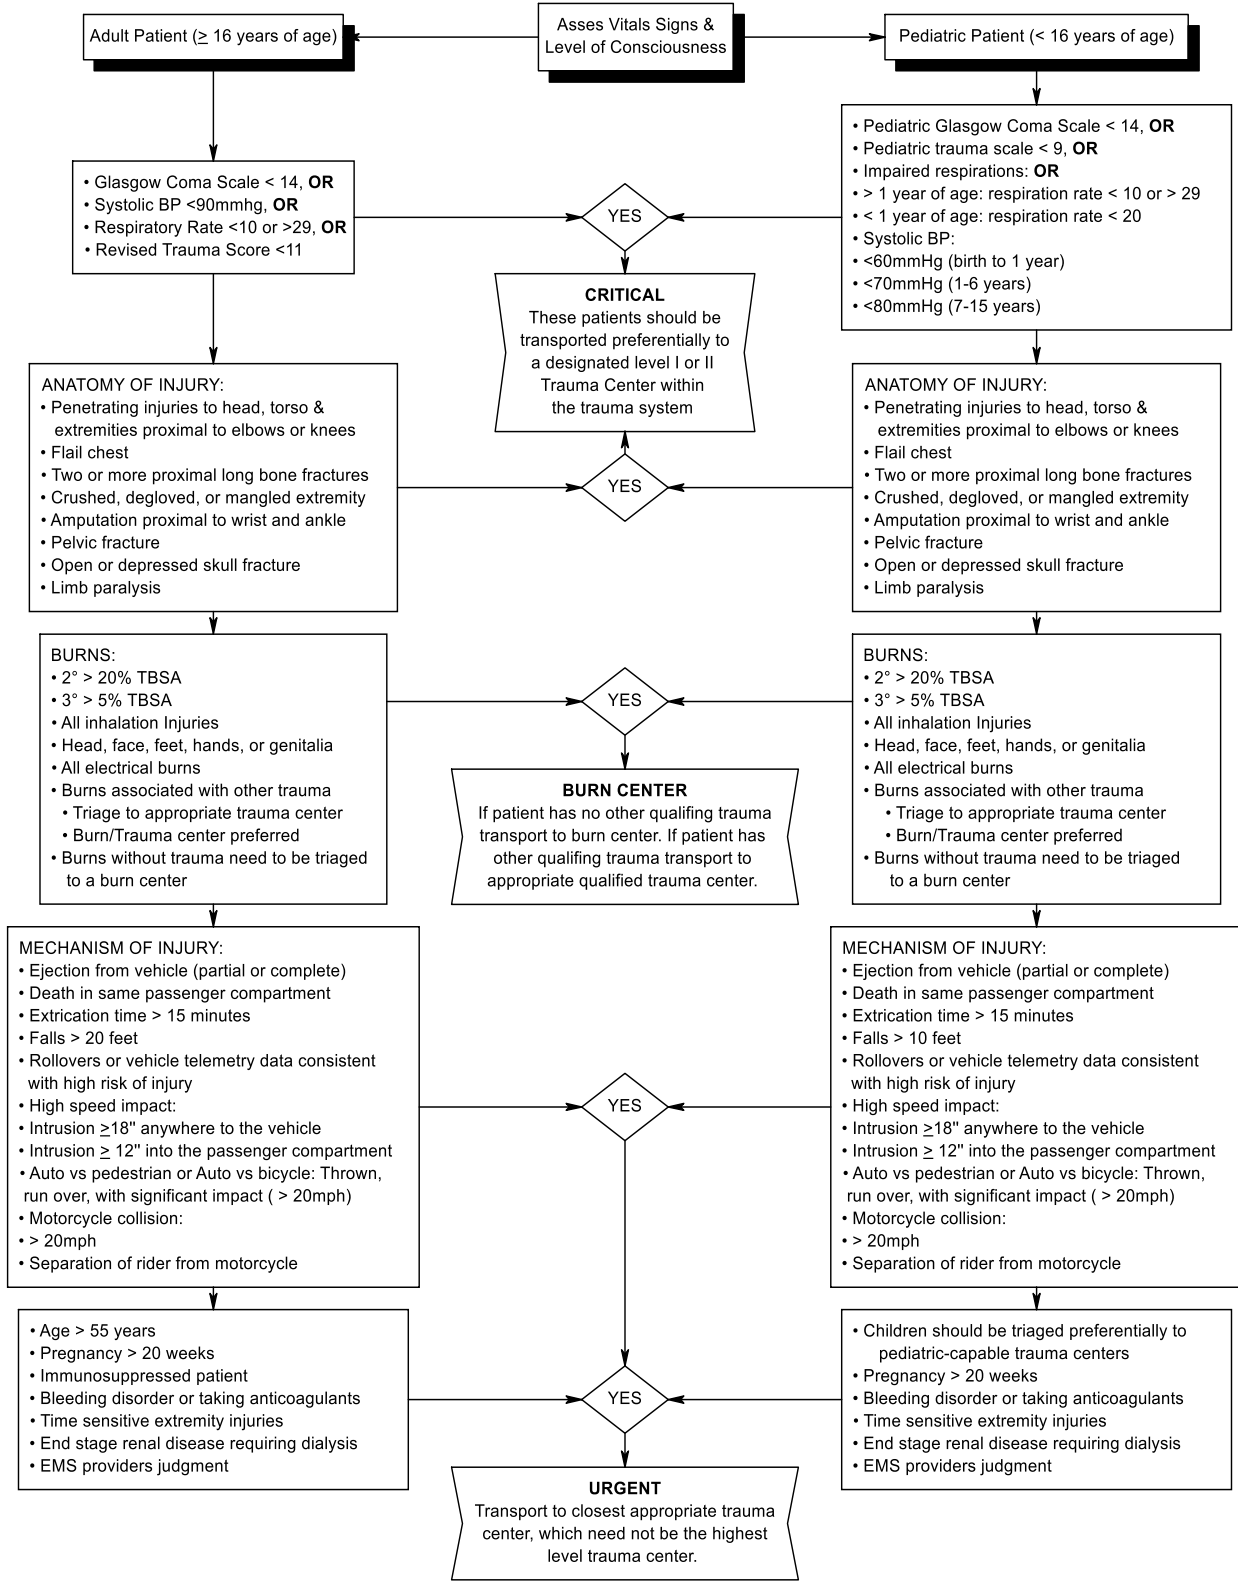 Asses Vitals Signs &
Level of Consciousness
Adult Patient (≥ 16 years of age)
Pediatric Patient (< 16 years of age)
• Glasgow Coma Scale < 14, OR
• Systolic BP <90mmhg, OR
• Respiratory Rate <10 or >29, OR
• Revised Trauma Score <11
YES
• Pediatric Glasgow Coma Scale < 14, OR
• Pediatric trauma scale < 9, OR
• Impaired respirations: OR
• > 1 year of age: respiration rate < 10 or > 29
• < 1 year of age: respiration rate < 20
• Systolic BP:
• <60mmHg (birth to 1 year)
• <70mmHg (1-6 years)
• <80mmHg (7-15 years)
CRITICAL
These patients should be
transported preferentially to
a designated level I or II
Trauma Center within
the trauma system
ANATOMY OF INJURY:
• Penetrating injuries to head, torso &
extremities proximal to elbows or knees
• Flail chest
• Two or more proximal long bone fractures
• Crushed, degloved, or mangled extremity
• Amputation proximal to wrist and ankle
• Pelvic fracture
• Open or depressed skull fracture
• Limb paralysis
YES
ANATOMY OF INJURY:
• Penetrating injuries to head, torso &
extremities proximal to elbows or knees
• Flail chest
• Two or more proximal long bone fractures
• Crushed, degloved, or mangled extremity
• Amputation proximal to wrist and ankle
• Pelvic fracture
• Open or depressed skull fracture
• Limb paralysis
BURNS:
• 2° > 20% TBSA
• 3° > 5% TBSA
• All inhalation Injuries
• Head, face, feet, hands, or genitalia
• All electrical burns
• Burns associated with other trauma
• Triage to appropriate trauma center
• Burn/Trauma center preferred
• Burns without trauma need to be triaged
to a burn center
YES
BURN CENTER
If patient has no other qualifing trauma
transport to burn center. If patient has
other qualifing trauma transport to
appropriate qualified trauma center.
BURNS:
• 2° > 20% TBSA
• 3° > 5% TBSA
• All inhalation Injuries
• Head, face, feet, hands, or genitalia
• All electrical burns
• Burns associated with other trauma
• Triage to appropriate trauma center
• Burn/Trauma center preferred
• Burns without trauma need to be triaged
to a burn center
MECHANISM OF INJURY:
• Ejection from vehicle (partial or complete)
• Death in same passenger compartment
• Extrication time > 15 minutes
• Falls > 20 feet
• Rollovers or vehicle telemetry data consistent
with high risk of injury
• High speed impact:
• Intrusion ≥18" anywhere to the vehicle
• Intrusion ≥ 12" into the passenger compartment
• Auto vs pedestrian or Auto vs bicycle: Thrown,
run over, with significant impact ( > 20mph)
• Motorcycle collision:
• > 20mph
• Separation of rider from motorcycle
YES
MECHANISM OF INJURY:
• Ejection from vehicle (partial or complete)
• Death in same passenger compartment
• Extrication time > 15 minutes
• Falls > 10 feet
• Rollovers or vehicle telemetry data consistent
with high risk of injury
• High speed impact:
• Intrusion ≥18" anywhere to the vehicle
• Intrusion ≥ 12" into the passenger compartment
• Auto vs pedestrian or Auto vs bicycle: Thrown,
run over, with significant impact ( > 20mph)
• Motorcycle collision:
• > 20mph
• Separation of rider from motorcycle
• Age > 55 years
• Pregnancy > 20 weeks
• Immunosuppressed patient
• Bleeding disorder or taking anticoagulants
• Time sensitive extremity injuries
• End stage renal disease requiring dialysis
• EMS providers judgment
YES
• Children should be triaged preferentially to
pediatric-capable trauma centers
• Pregnancy > 20 weeks
• Bleeding disorder or taking anticoagulants
• Time sensitive extremity injuries
• End stage renal disease requiring dialysis
• EMS providers judgment
URGENT
Transport to closest appropriate trauma
center, which need not be the highest
level trauma center.